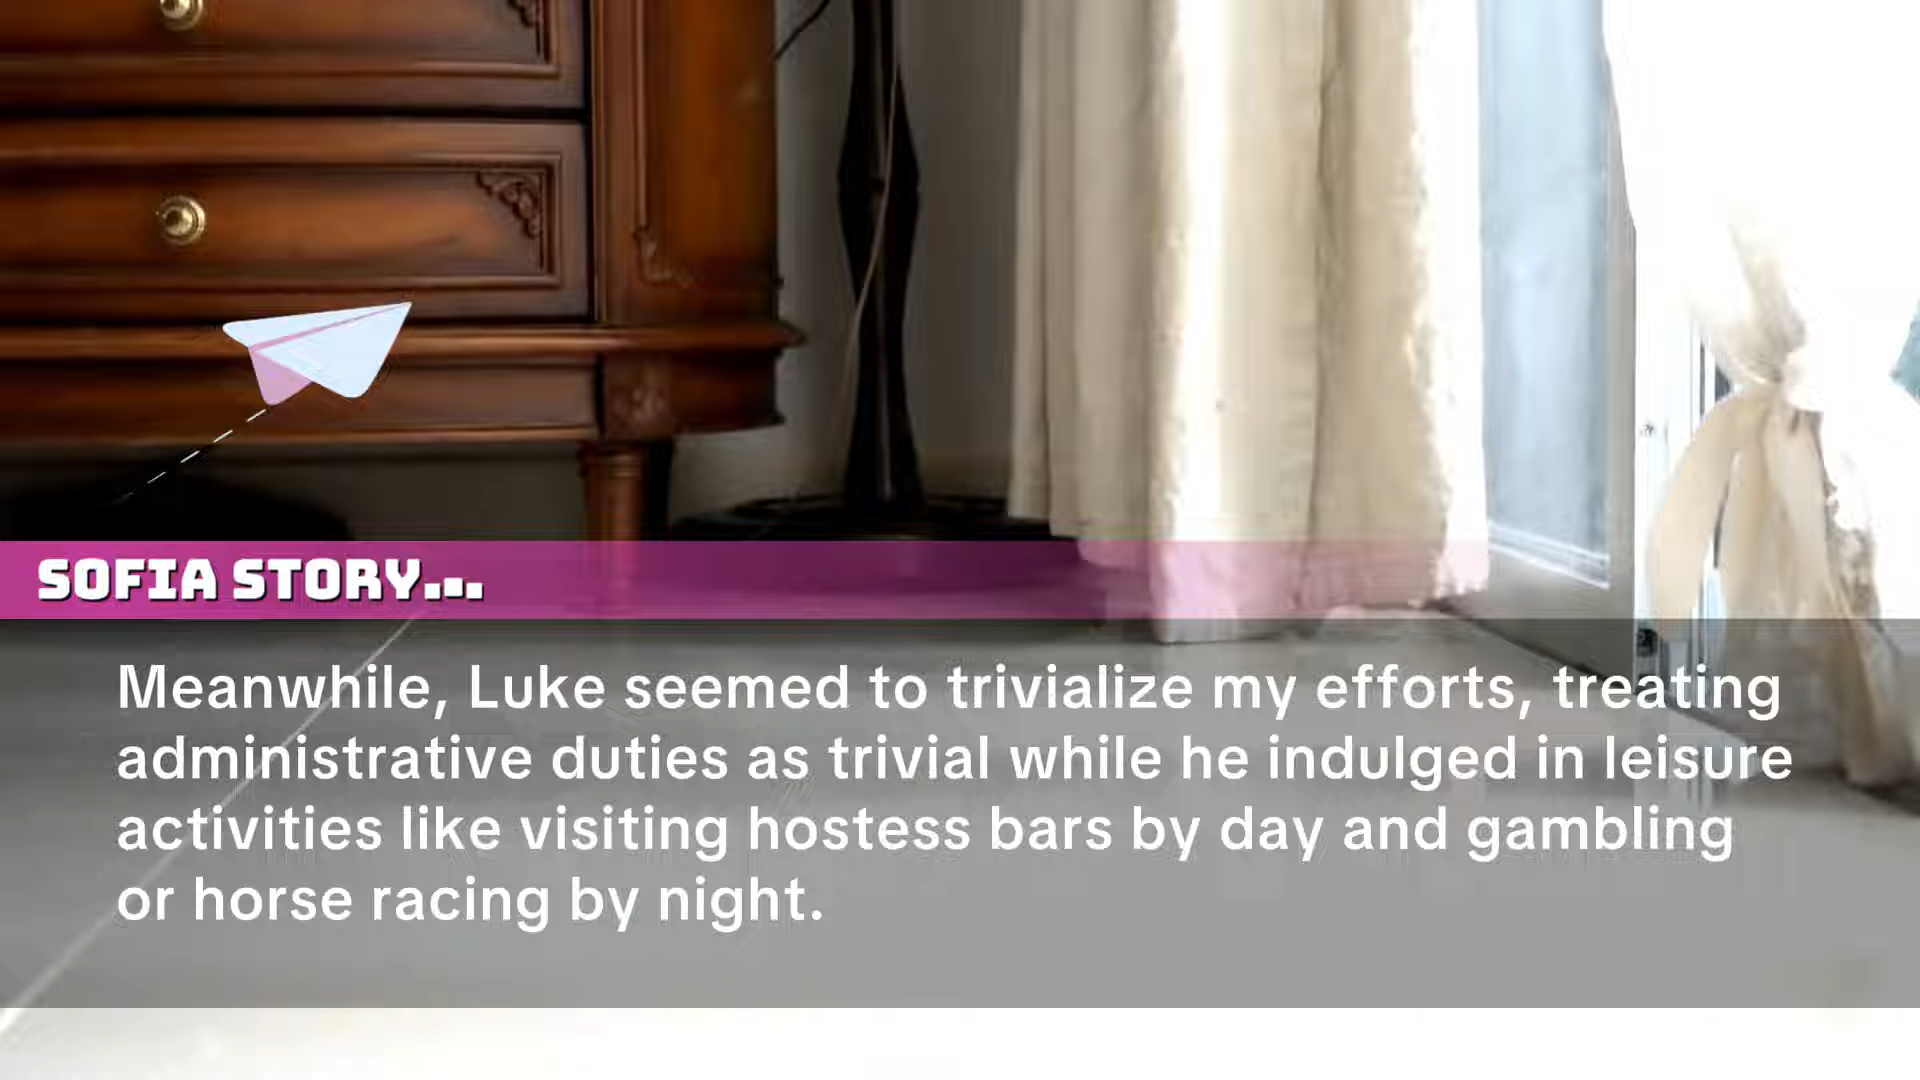 SOFIA STORY...
Meanwhile, Luke seemed to trivialize my efforts, treating
administrative duties as trivial while he indulged in leisure
activities like visiting hostess bars by day and gambling
or horse racing by night.